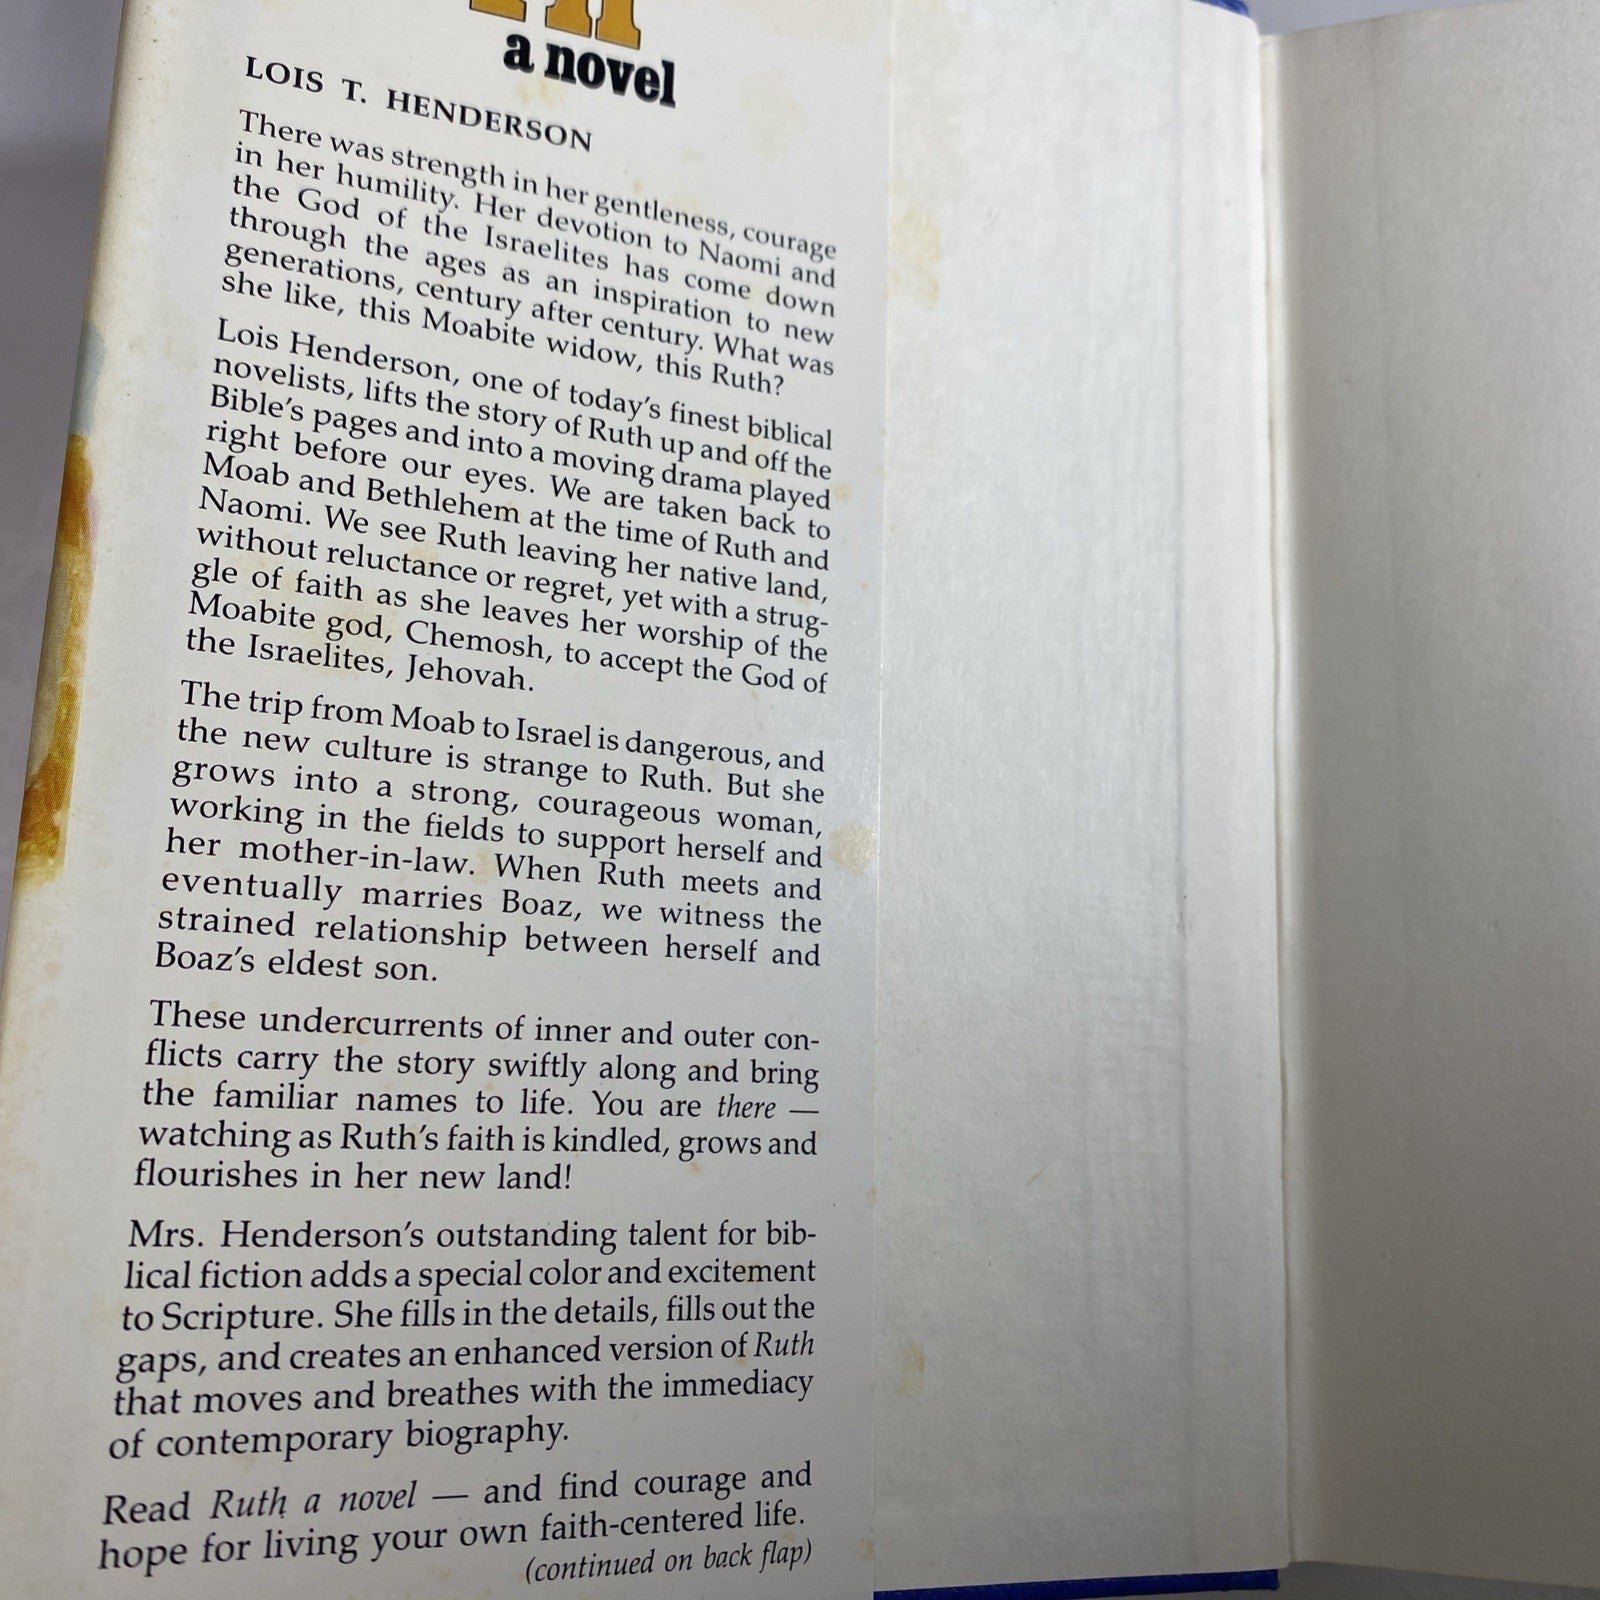 a novel
LOIS T. HENDERSON
There was strength in her gentleness, courage
in her humility. Her devotion to Naomi and
the God of the Israelites has come down
through the ages as an inspiration to new
generations, century after century. What was
she like, this Moabite widow, this Ruth?
Lois Henderson, one of today's finest biblical
novelists, lifts the story of Ruth up and off the
Bible's pages and into a moving drama played
right before our eyes. We are taken back to
Moab and Bethlehem at the time of Ruth and
Naomi. We see Ruth leaving her native land,
without reluctance or regret, yet with a strug-
gle of faith as she leaves her worship of the
Moabite god, Chemosh, to accept the God of
the Israelites, Jehovah.
The trip from Moab to Israel is dangerous, and
the new culture is strange to Ruth. But she
grows into a strong, courageous woman,
working in the fields to support herself and
her mother-in-law. When Ruth meets and
eventually marries Boaz, we witness the
strained relationship between herself and
Boaz's eldest son.
These undercurrents of inner and outer con-
flicts carry the story swiftly along and bring
the familiar names to life. You are there —
watching as Ruth's faith is kindled, grows and
flourishes in her new land!
Mrs. Henderson's outstanding talent for bib-
lical fiction adds a special color and excitement
to Scripture. She fills in the details, fills out the
gaps, and creates an enhanced version of Ruth
that moves and breathes with the immediacy
of contemporary biography.
Read Ruth a novel — and find courage and
hope for living your own faith-centered life.
(continued on back flap)